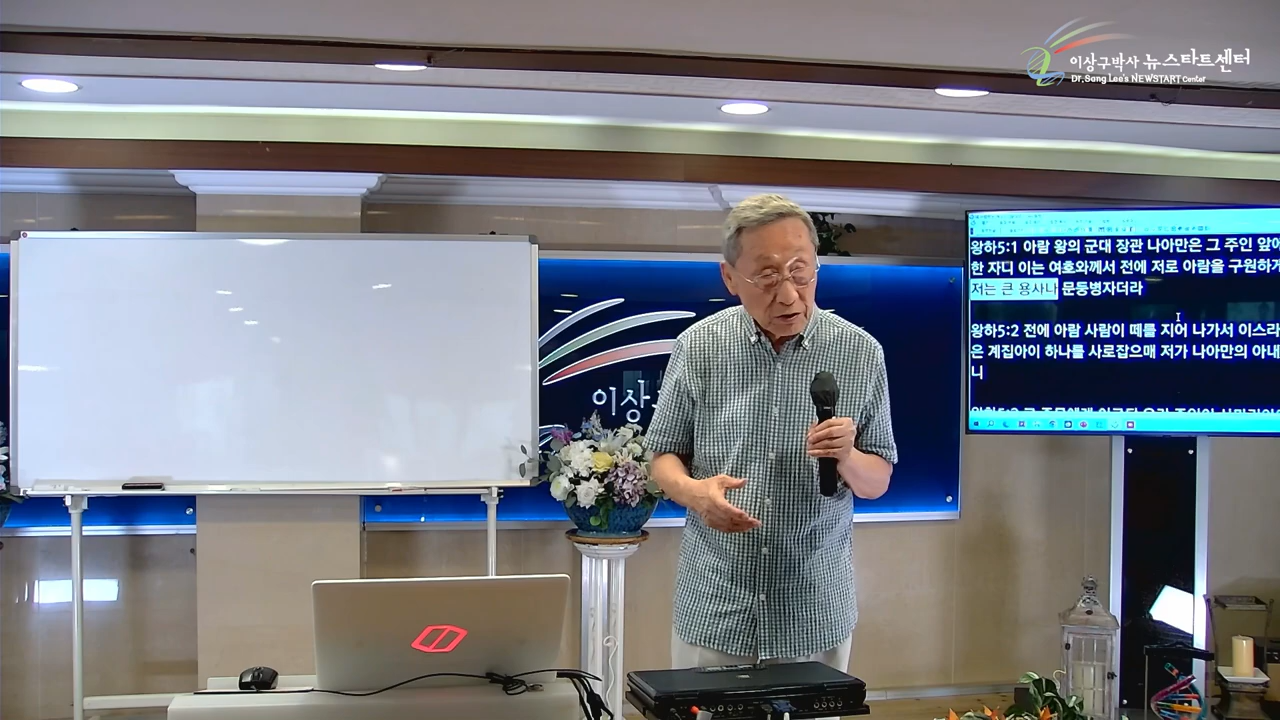 이상구박사 뉴스타트센터
Dr. Sang Lee's NEWSTART Center
왕하5:1 아람 왕의 군대 장관 나아만은 그 주인 앞에
한 자니 이는 여호와께서 전에 저로 아람을 구원하게
저는 큰 용사나 문둥병자더라
왕하5:2 전에 아람 사람이 떼를 지어 나가서 이스라
은 계집아이 하나를 사로잡으매 저가 나아만의 아내
니
이상